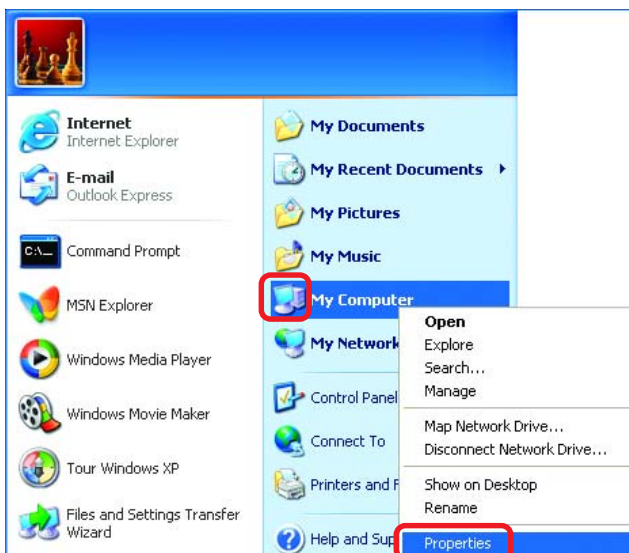 Internet
Internet Explorer
E-mail
Outlook Express
C:\_
Command Prompt
MSN Explorer
Windows Media Player
Windows Movie Maker
Tour Windows XP
Files and Settings Transfer
Wizard
My Documents
My Recent Documents
My Pictures
My Music
My Computer
My Network
Control Panel
Connect To
Printers and F
Help and Sup
Open
Explore
Search...
Manage
Map Network Drive...
Disconnect Network Drive...
Show on Desktop
Rename
Properties